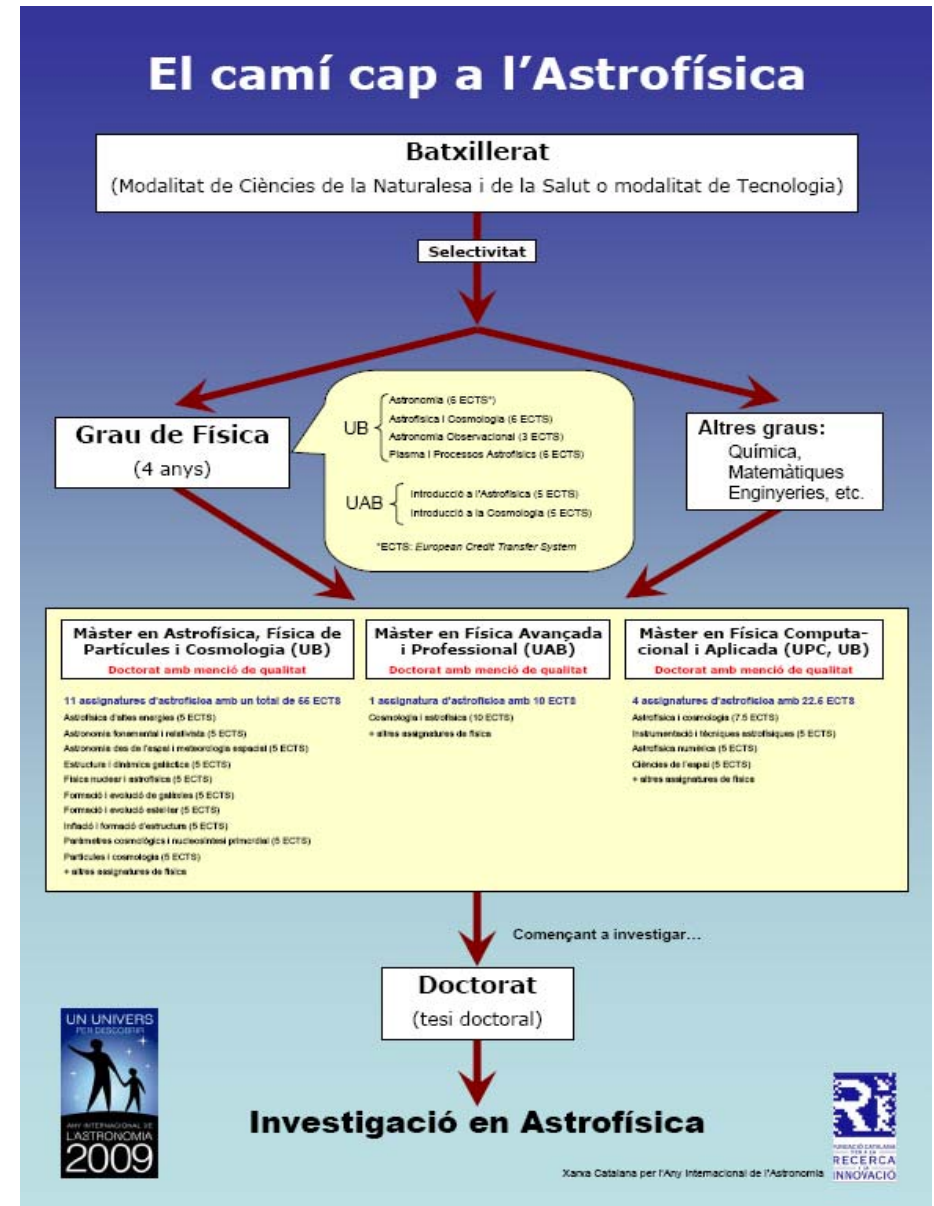 El camí cap a l'Astrofísica
Batxillerat
(Modalitat de Ciències de la Naturalesa i de la Salut o modalitat de Tecnologia)
Selectivitat
Grau de Física
(4 anys)
UB
Astronomia (6 ECTS*)
Astrofísica i Cosmologia (6 ECTS)
Astronomia Observacional (3 ECTS)
Plasma i Processos Astrofísics (6 ECTS)
UAB
Introducció a l'Astrofísica (5 ECTS)
Introducció a la Cosmologia (5 ECTS)
*ECTS: European Credit Transfer System
Altres graus:
Química,
Matemàtiques
Enginyeries, etc.
Màster en Astrofísica, Física de
Partícules i Cosmologia (UB)
Doctorat amb menció de qualitat
11 assignatures d'astrofísica amb un total de 55 ECTS
Astrofísica d'altes energies (5 ECTS)
Astronomia fonamental i relativista (5 ECTS)
Astronomia des de l'espai i meteorologia espacial (5 ECTS)
Estructura i dinàmica galàctica (5 ECTS)
Física nuclear i astrofísica (5 ECTS)
Formació i evolució de galàxies (5 ECTS)
Formació i evolució estel·lar (5 ECTS)
Inflació i formació d'estructura (5 ECTS)
Paràmetres cosmològics i nucleosíntesi primordial (5 ECTS)
Partícules i cosmologia (5 ECTS)
+ altres assignatures de física
Màster en Física Avançada
i Professional (UAB)
Doctorat amb menció de qualitat
1 assignatura d'astrofísica amb 10 ECTS
Cosmologia i astrofísica (10 ECTS)
+ altres assignatures de física
Màster en Física Computa-
cional i Aplicada (UPC, UB)
Doctorat amb menció de qualitat
4 assignatures d'astrofísica amb 22.5 ECTS
Astrofísica i cosmologia (7.5 ECTS)
Instrumentació i tècniques astrofísiques (5 ECTS)
Astrofísica numèrica (5 ECTS)
Ciències de l'espai (5 ECTS)
+ altres assignatures de física
Començant a investigar...
Doctorat
(tesi doctoral)
Investigació en Astrofísica
UN UNIVERS
PER DESCOBRIR
ANY INTERNACIONAL DE
L'ASTRONOMIA
2009
Xarxa Catalana per l'Any Internacional de l'Astronomia
Ri
FUNDACIÓ CATALANA
PER A LA
RECERCA
I LA
INNOVACIÓ